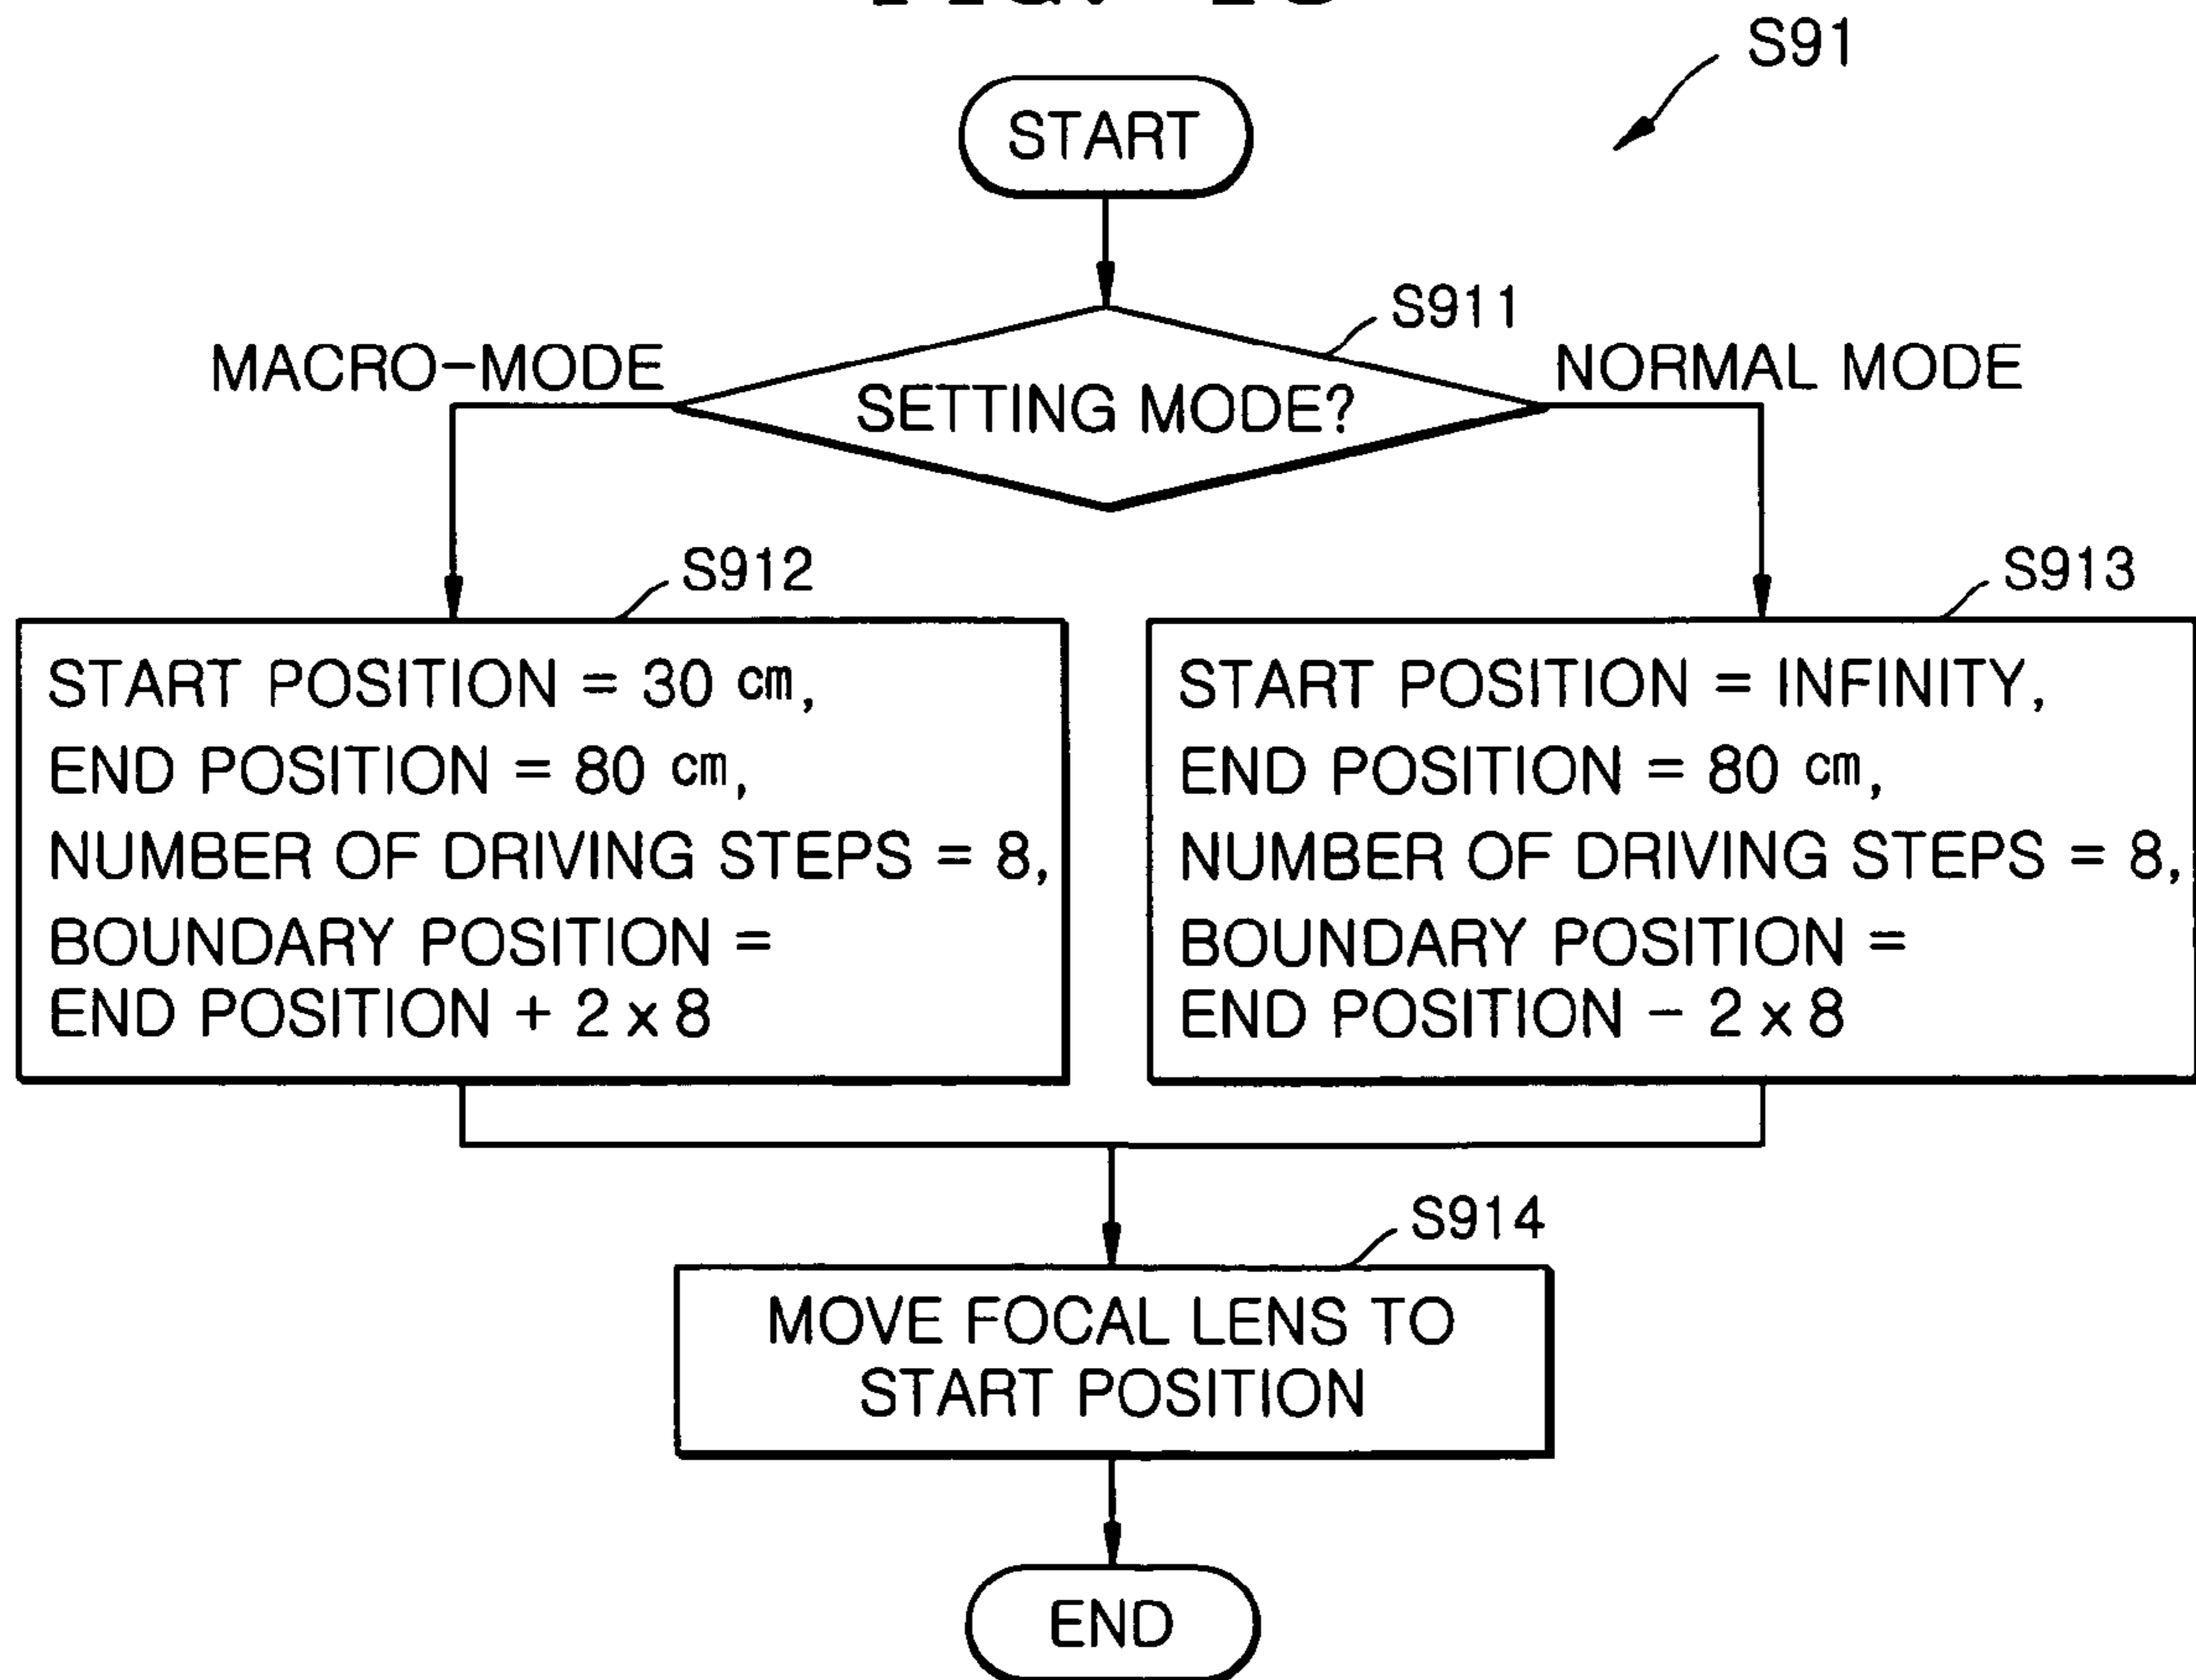 S91
START
S911
MACRO-MODE
SETTING MODE?
NORMAL MODE
S912
START POSITION = 30 cm,
END POSITION = 80 cm,
NUMBER OF DRIVING STEPS = 8,
BOUNDARY POSITION =
END POSITION + 2 x 8
S913
START POSITION = INFINITY,
END POSITION = 80 cm,
NUMBER OF DRIVING STEPS = 8,
BOUNDARY POSITION =
END POSITION - 2 x 8
S914
MOVE FOCAL LENS TO
START POSITION
END